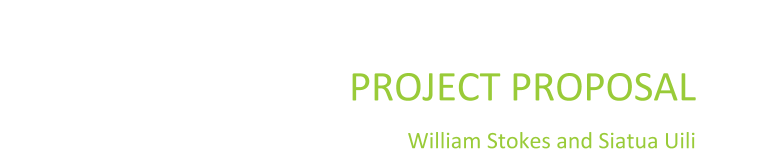 PROJECT PROPOSAL
William Stokes and Siatua Uili